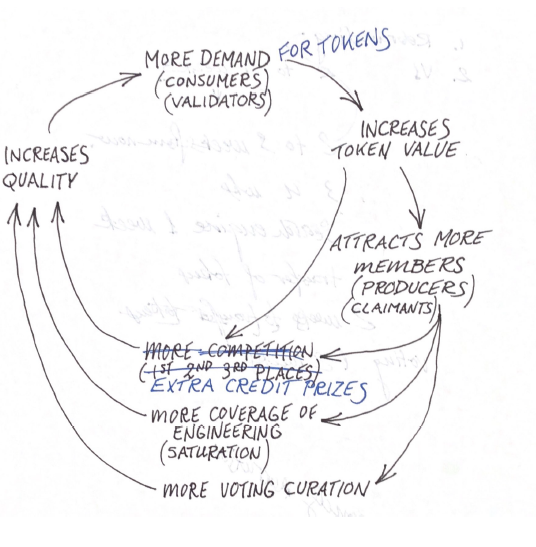 MORE DEMAND FOR TOKENS
(CONSUMERS)
(VALIDATORS)
INCREASES
TOKEN VALUE
ATTRACTS MORE
MEMBERS
(PRODUCERS)
(CLAIMANTS)
MORE COMPETITION
(1ST 2ND 3RD PLACES)
EXTRA CREDIT PRIZES
MORE COVERAGE OF
ENGINEERING
(SATURATION)
MORE VOTING CURATION
INCREASES
QUALITY